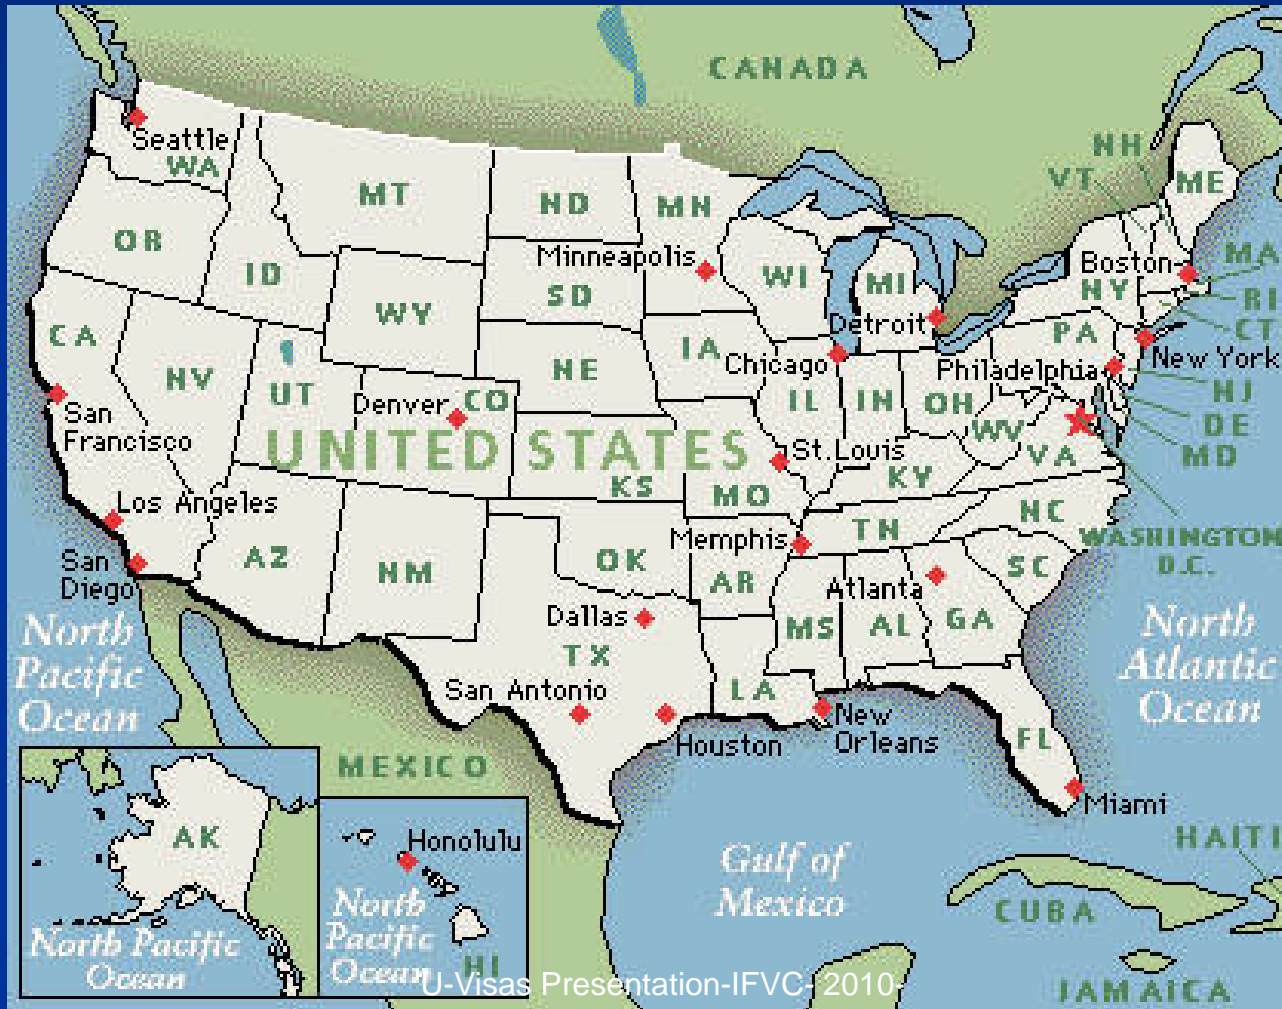 CANADA
NH
VT
ME
Seattle
WA
MT
ND
MN
OR
Minneapolis
Boston
MA
ID
SD
WI
MI
NY
RI
WY
CA
Detroit
CT
IA
PA
New York
Chicago
Philadelphia
NV
NE
NJ
UT
Denver
CO
IL
IN
OH
DE
San
Francisco
WV
MD
UNITED STATES
St. Louis
VA
KS
KY
MO
Los Angeles
NC
TN
Memphis
WASHINGTON
D.C.
AZ
NM
OK
AR
SC
San
Diego
Atlanta
Dallas
MS
AL
GA
North
Pacific
Ocean
North
Atlantic
Ocean
TX
San Antonio
LA
New
Orleans
Houston
FL
MEXICO
Miami
AK
Honolulu
HAITI
Gulf of
Mexico
North
Pacific
Ocean
CUBA
North Pacific
Ocean
HI
U-Visas Presentation-IFVC- 2010-
JAMAICA